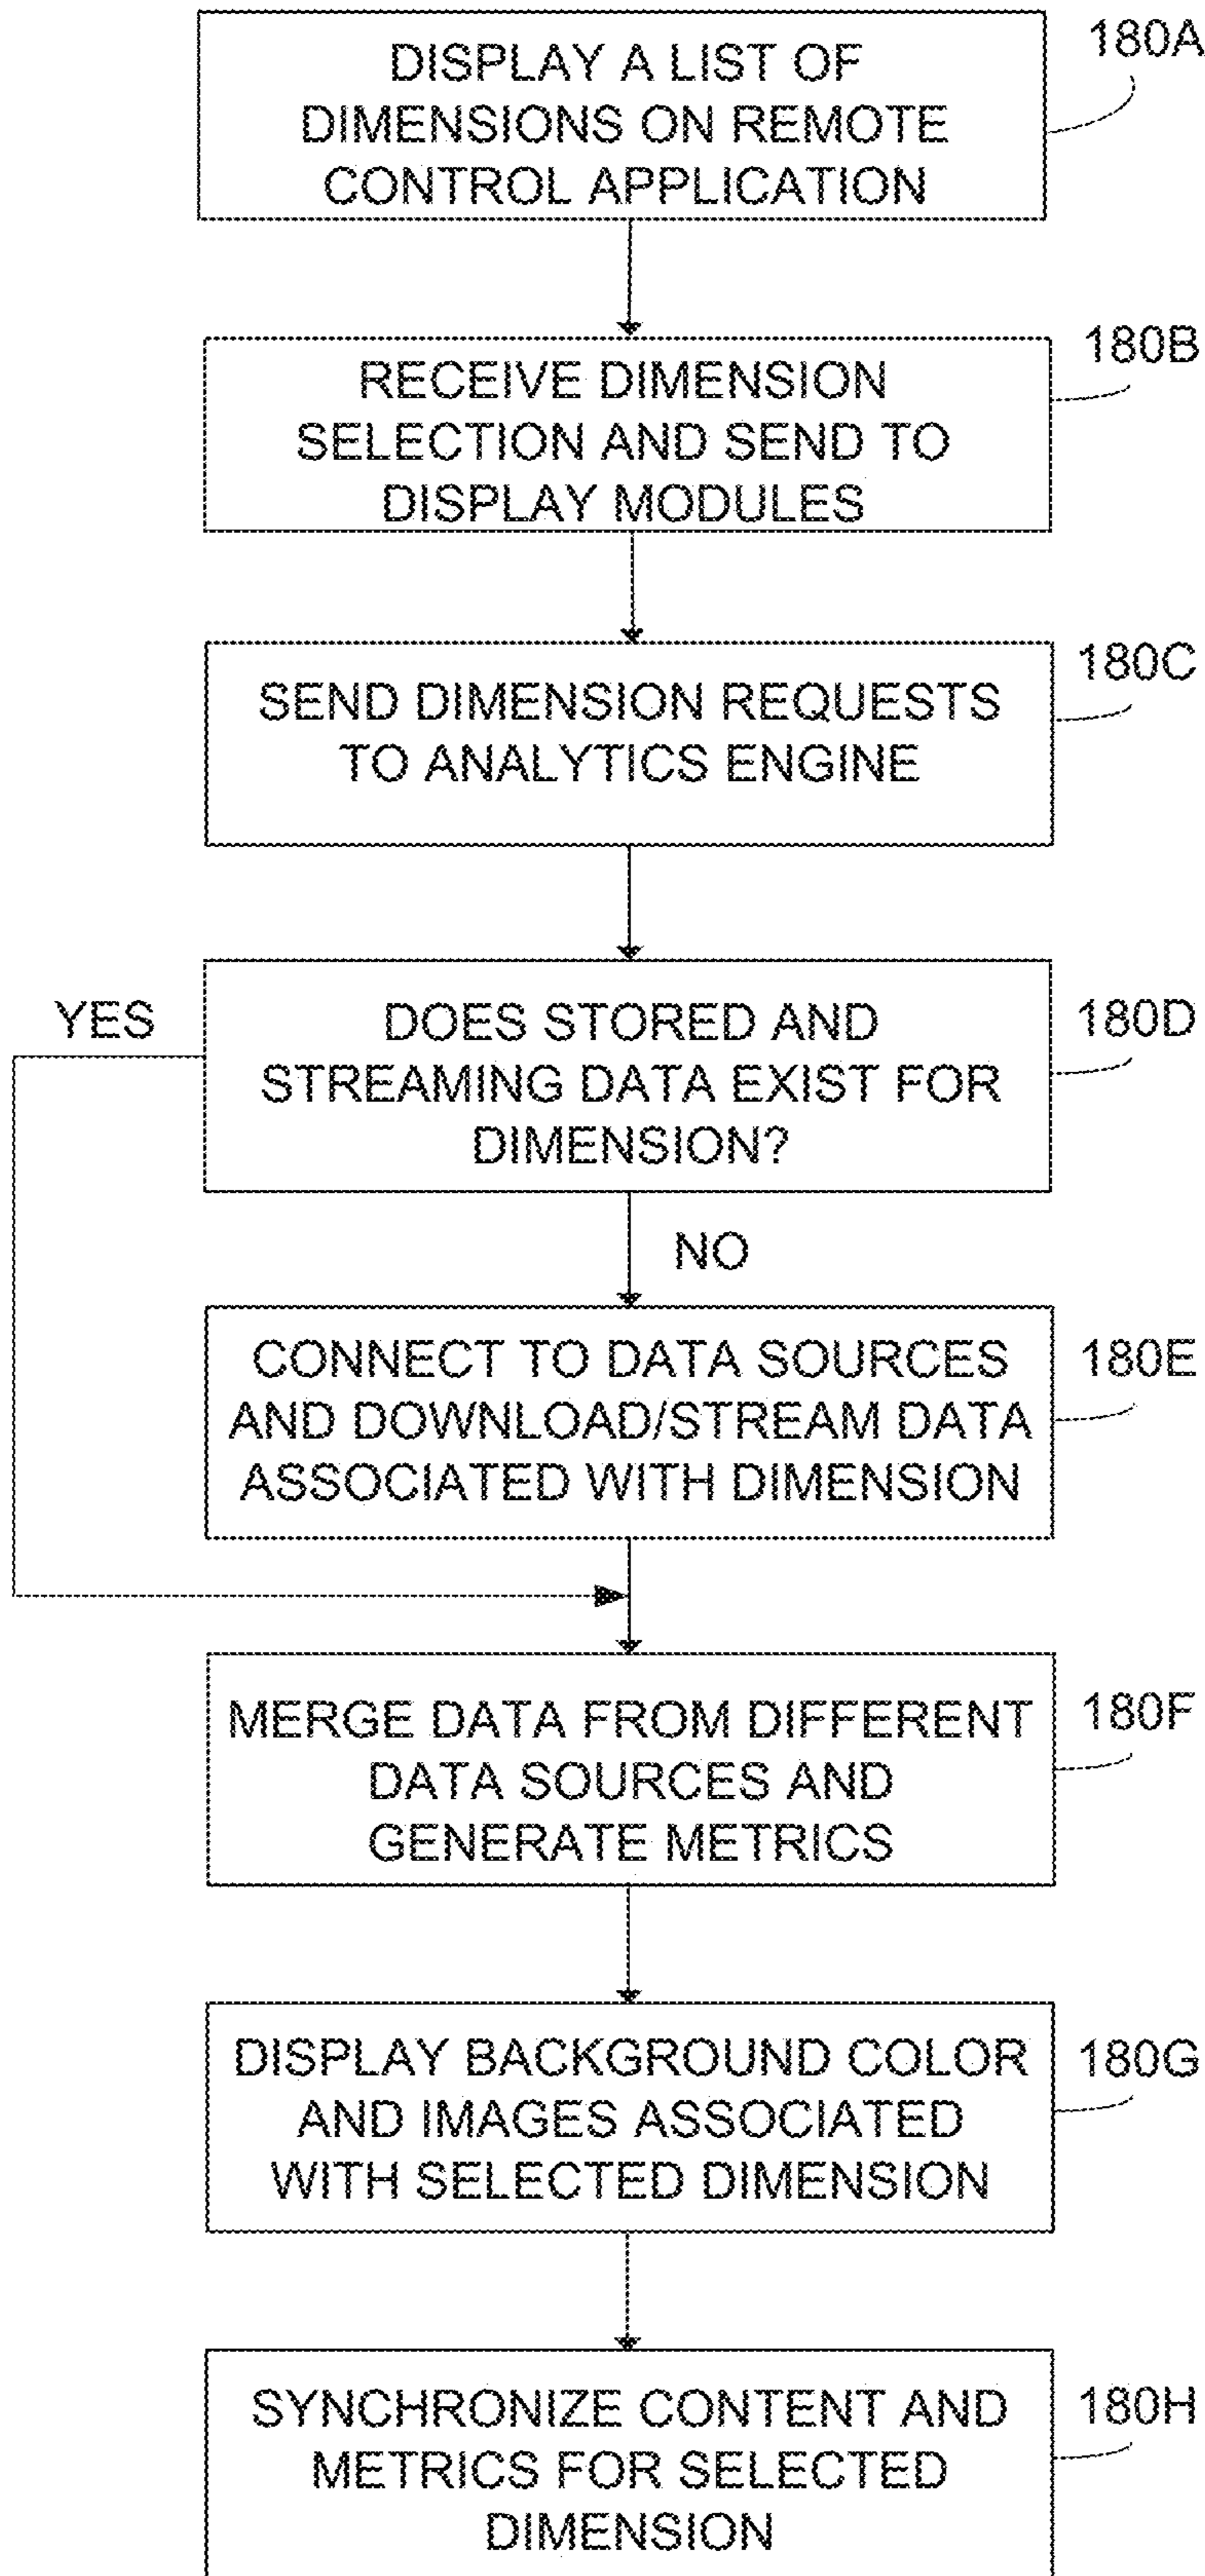 DISPLAY A LIST OF
DIMENSIONS ON REMOTE
CONTROL APPLICATION
180A
RECEIVE DIMENSION
SELECTION AND SEND TO
DISPLAY MODULES
180B
SEND DIMENSION REQUESTS
TO ANALYTICS ENGINE
180C
YES
DOES STORED AND
STREAMING DATA EXIST FOR
DIMENSION?
180D
NO
CONNECT TO DATA SOURCES
AND DOWNLOAD/STREAM DATA
ASSOCIATED WITH DIMENSION
180E
MERGE DATA FROM DIFFERENT
DATA SOURCES AND
GENERATE METRICS
180F
DISPLAY BACKGROUND COLOR
AND IMAGES ASSOCIATED
WITH SELECTED DIMENSION
180G
SYNCHRONIZE CONTENT AND
METRICS FOR SELECTED
DIMENSION
180H